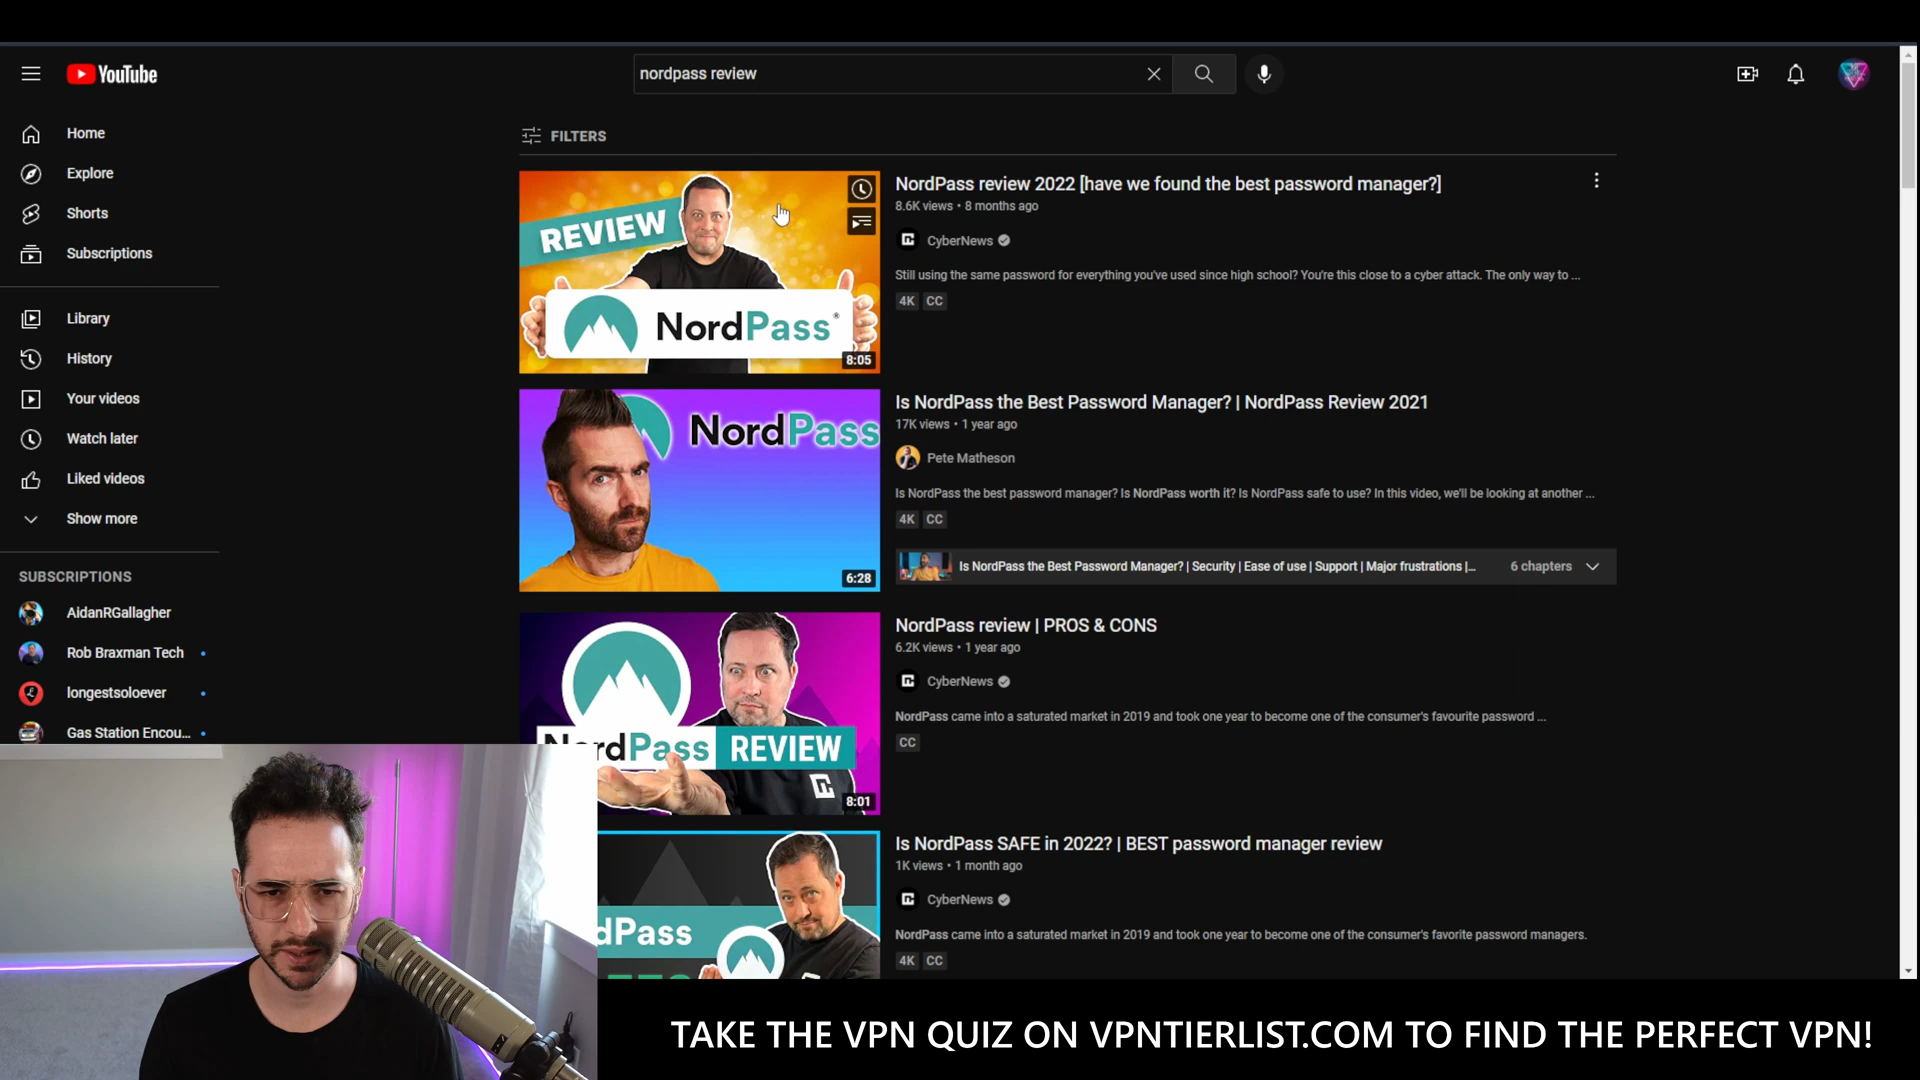 YouTube
nordpass review
Home
Explore
Shorts
Subscriptions
Library
History
Your videos
Watch later
Liked videos
Show more
SUBSCRIPTIONS
AidanRGallagher
Rob Braxman Tech
longestsoloever
Gas Station Encou...
FILTERS
REVIEW
NordPass®
8:05
NordPass review 2022 [have we found the best password manager?]
8.6K views • 8 months ago
CyberNews
Still using the same password for everything you've used since high school? You're this close to a cyber attack. The only way to ...
4K CC
NordPass
6:28
Is NordPass the Best Password Manager? | NordPass Review 2021
17K views • 1 year ago
Pete Matheson
Is NordPass the best password manager? Is NordPass worth it? Is NordPass safe to use? In this video, we'll be looking at another ...
4K CC
Is NordPass the Best Password Manager? | Security | Ease of use | Support | Major frustrations |...
6 chapters
NordPass REVIEW
8:01
NordPass review | PROS & CONS
6.2K views • 1 year ago
CyberNews
NordPass came into a saturated market in 2019 and took one year to become one of the consumer's favourite password ...
CC
dPass
Is NordPass SAFE in 2022? | BEST password manager review
1K views • 1 month ago
CyberNews
NordPass came into a saturated market in 2019 and took one year to become one of the consumer's favorite password managers.
4K CC
TAKE THE VPN QUIZ ON VPNTIERLIST.COM TO FIND THE PERFECT VPN!